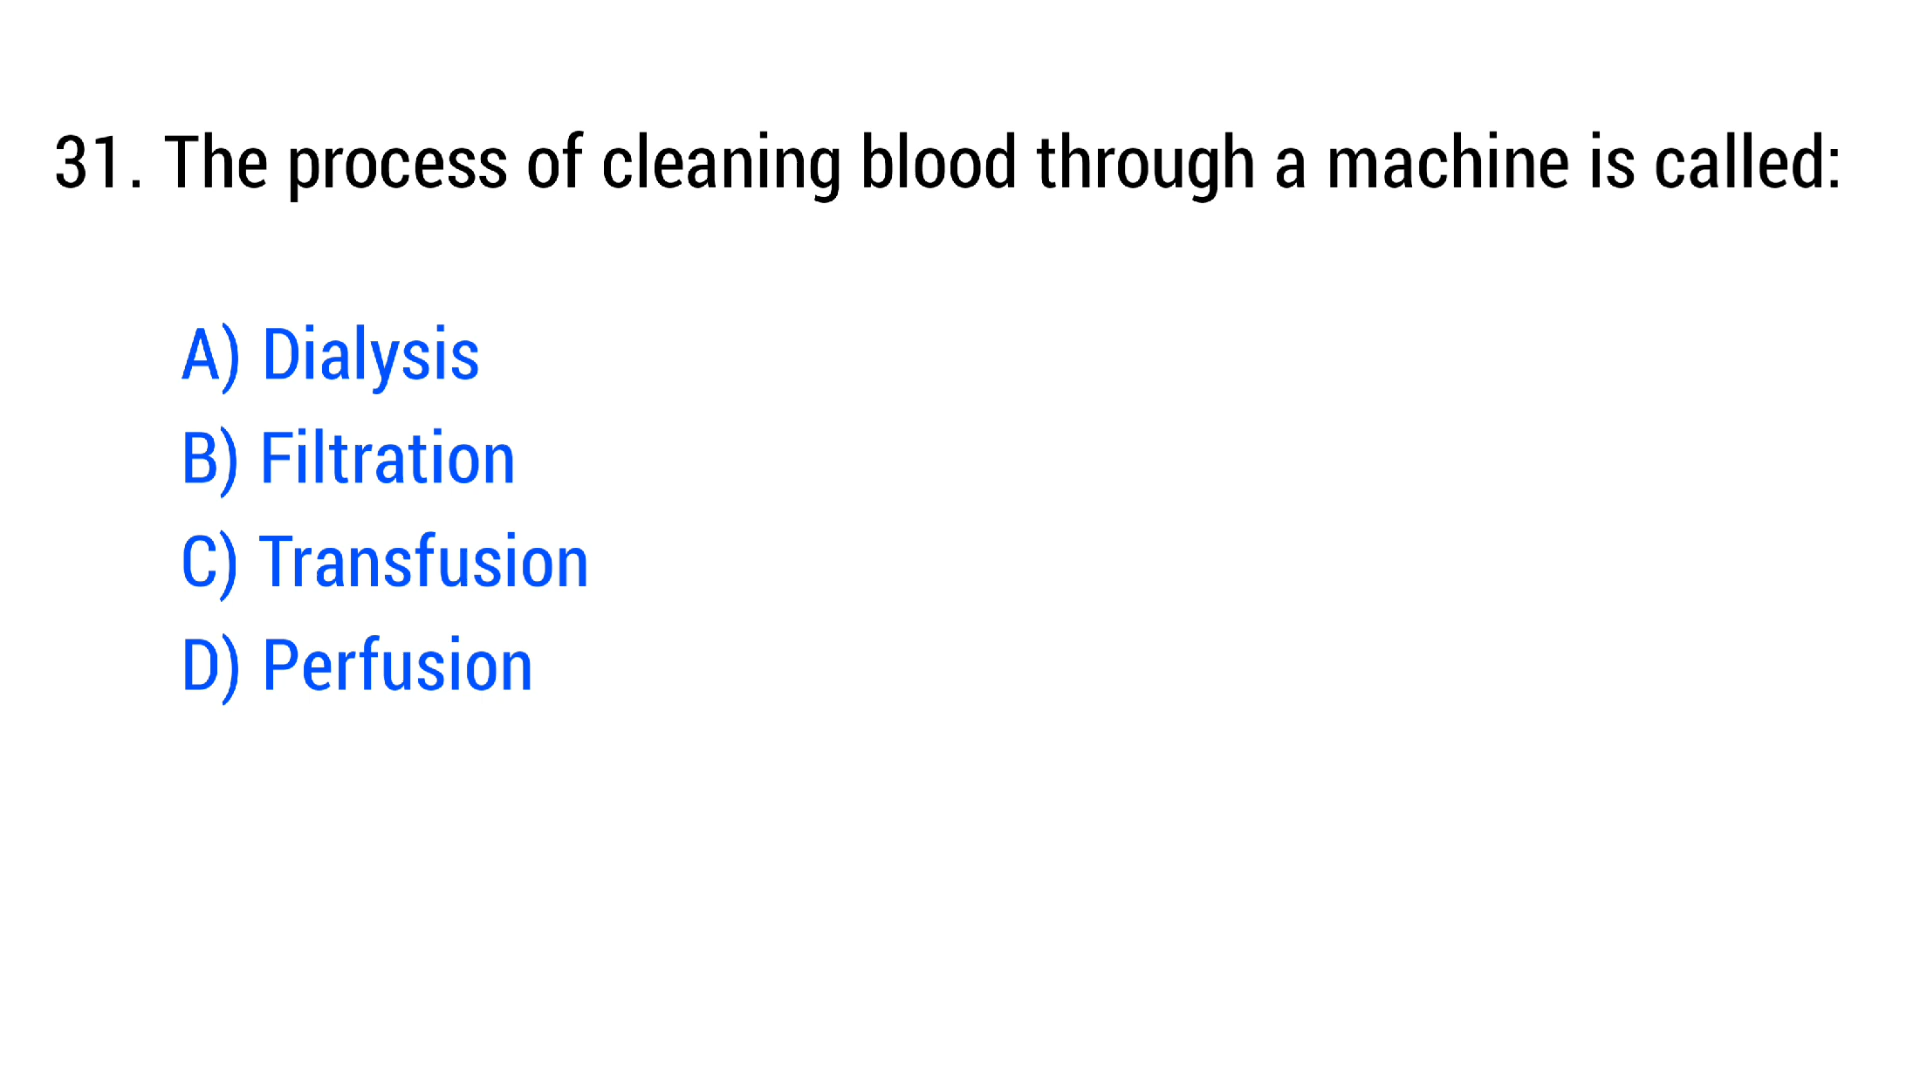 31. The process of cleaning blood through a machine is called:
A) Dialysis
B) Filtration
C) Transfusion
D) Perfusion